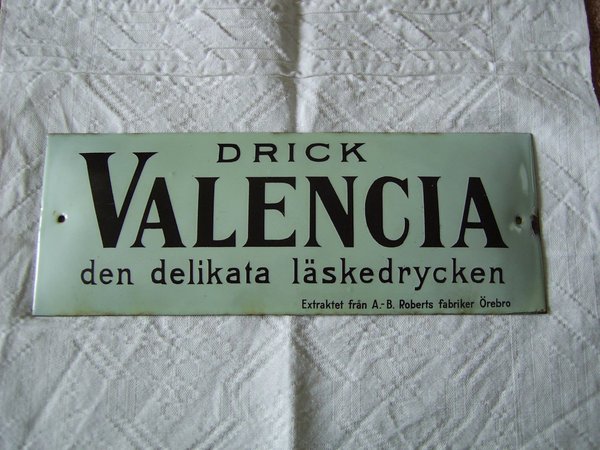 DRICK
VALENCIA
den delikata läskedrycken
Extraktet från A.-B. Roberts fabriker Örebro